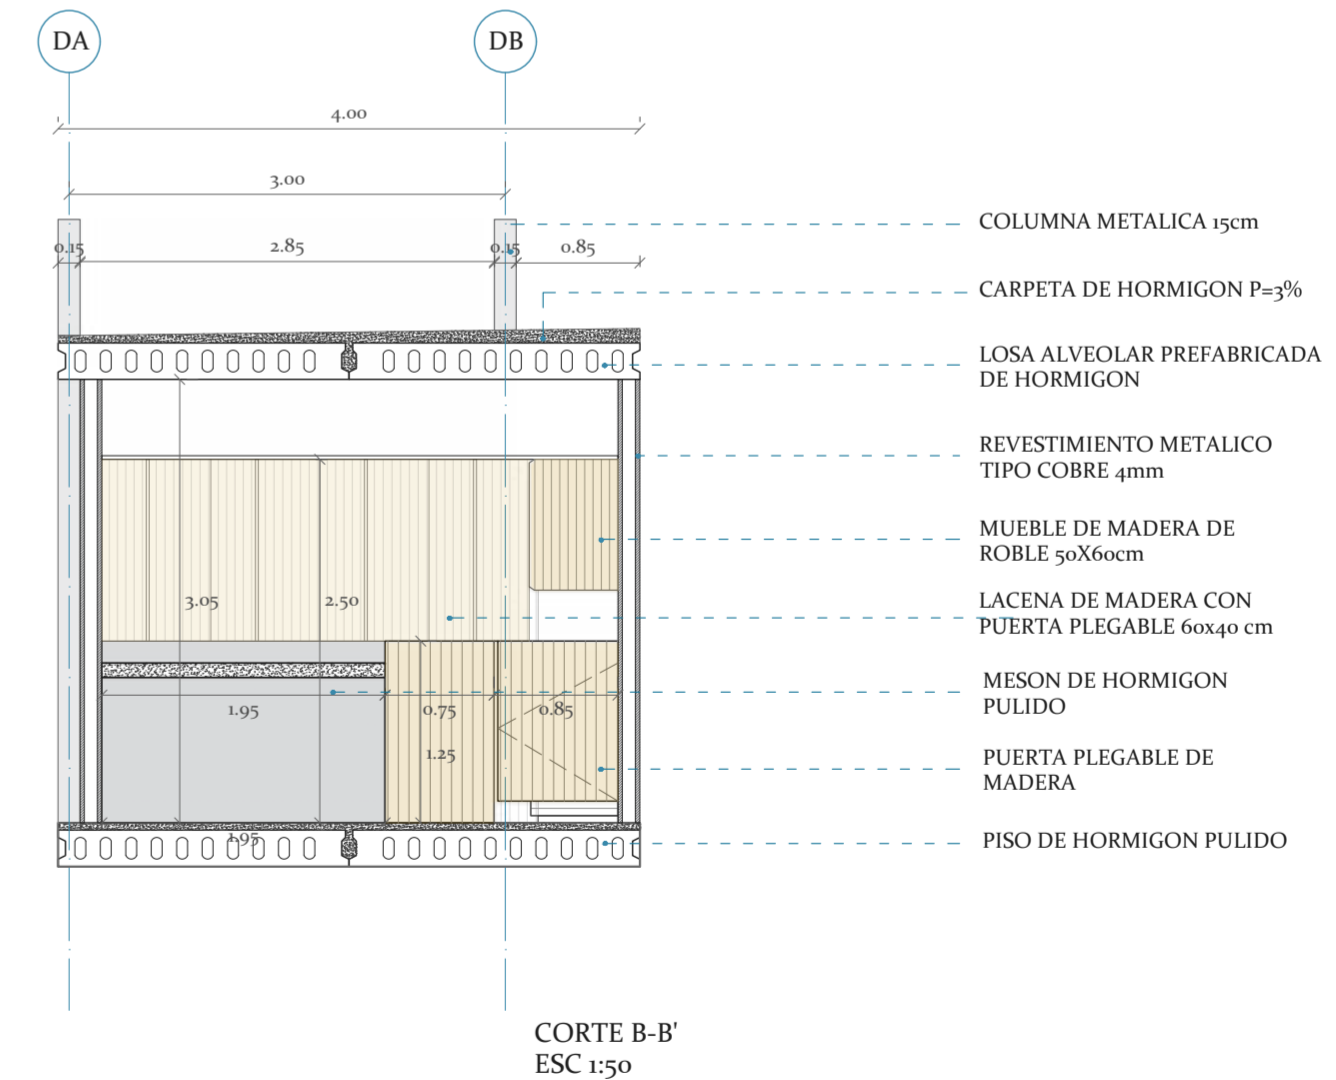 DA
DB
4.00
3.00
0.15
2.85
0.15
0.85
COLUMNA METALICA 15cm
CARPETA DE HORMIGON P=3%
LOSA ALVEOLAR PREFABRICADA
DE HORMIGON
REVESTIMIENTO METALICO
TIPO COBRE 4mm
MUEBLE DE MADERA DE
ROBLE 50X60cm
3.05
2.50
LACENA DE MADERA CON
PUERTA PLEGABLE 60x40 cm
MESON DE HORMIGON
PULIDO
1.95
0.75
0.85
1.25
PUERTA PLEGABLE DE
MADERA
1.95
PISO DE HORMIGON PULIDO
CORTE B-B'
ESC 1:50